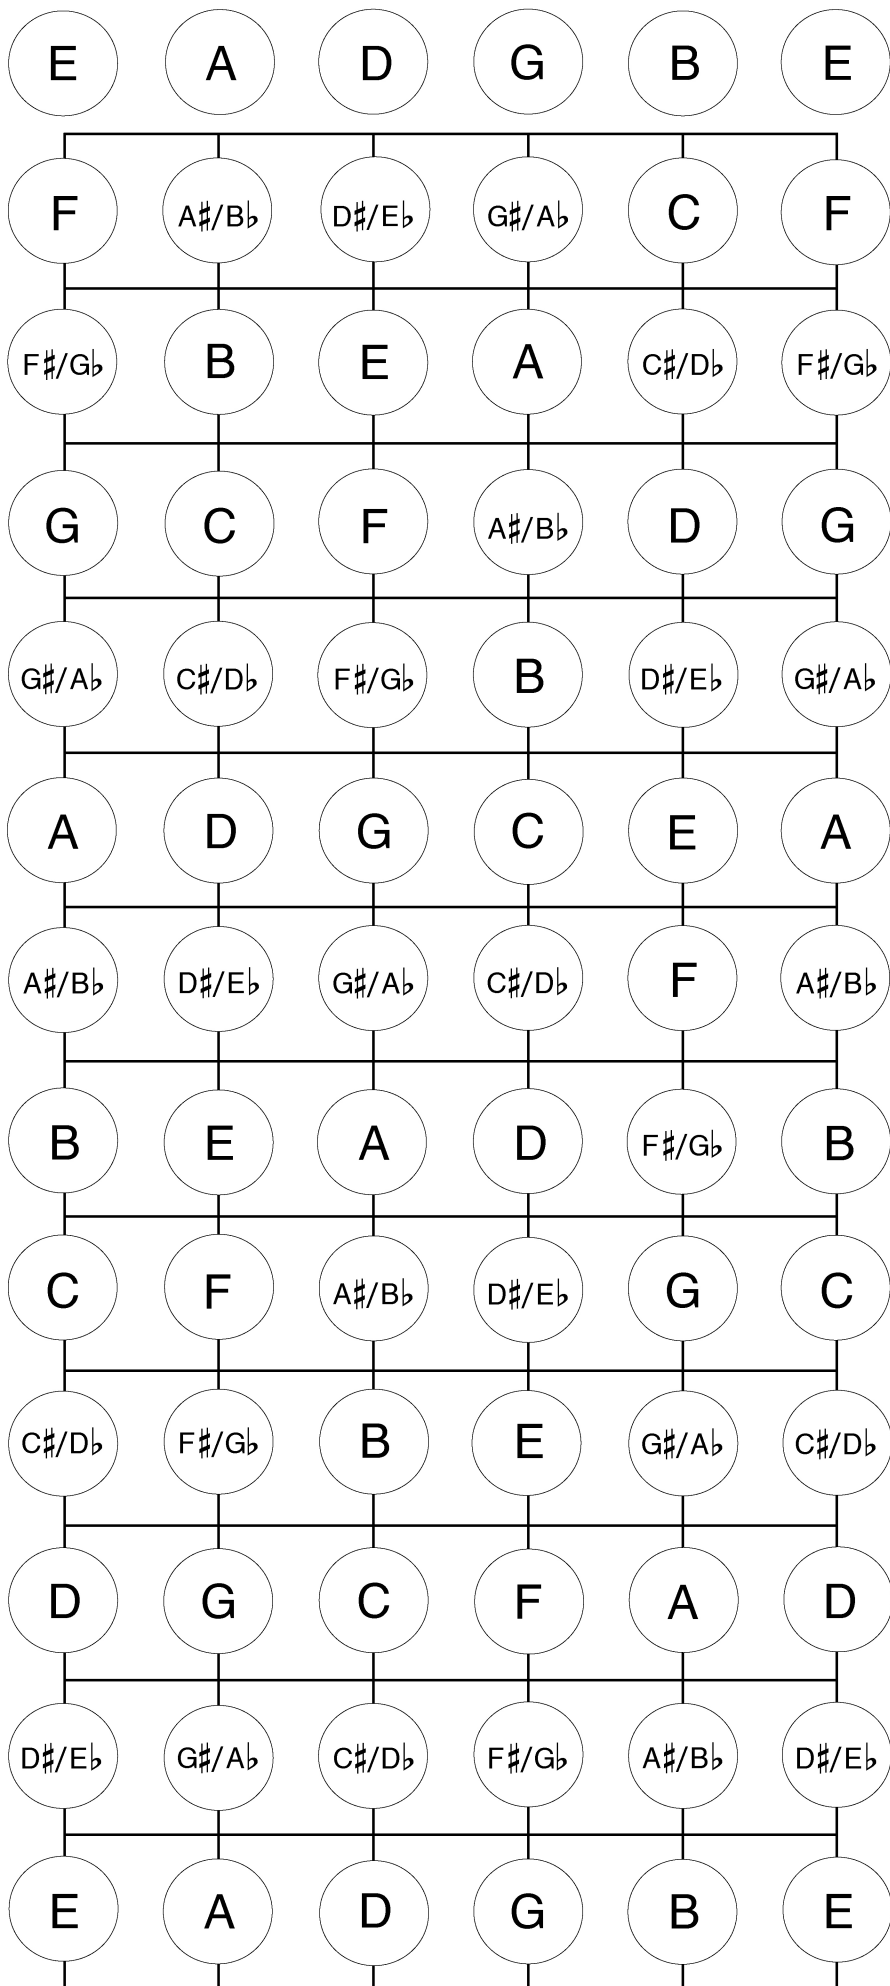 E A D G B E
F A♯/B♭ D♯/E♭ G♯/A♭ C F
F♯/G♭ B E A C♯/D♭ F♯/G♭
G C F A♯/B♭ D G
G♯/A♭ C♯/D♭ F♯/G♭ B D♯/E♭ G♯/A♭
A D G C E A
A♯/B♭ D♯/E♭ G♯/A♭ C♯/D♭ F A♯/B♭
B E A D F♯/G♭ B
C F A♯/B♭ D♯/E♭ G C
C♯/D♭ F♯/G♭ B E G♯/A♭ C♯/D♭
D G C F A D
D♯/E♭ G♯/A♭ C♯/D♭ F♯/G♭ A♯/B♭ D♯/E♭
E A D G B E